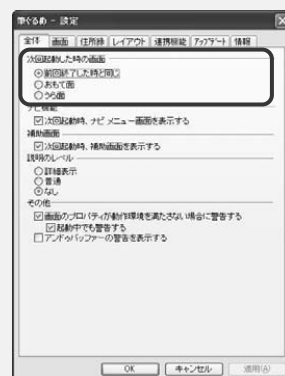 筆ぐるめ - 設定
全体 画面 住所録 レイアウト 連携機能 アップデート 情報
次回起動した時の画面
前回終了した時と同じ
おもて面
うら面
ナビ機能
次回起動時、ナビメニュー画面を表示する
補助画面
次回起動時、補助画面を表示する
説明のレベル
詳細表示
普通
なし
その他
画面のプロパティが動作環境を満たさない場合に警告する
起動中でも警告する
アンドゥバッファーの警告を表示する
OK キャンセル 適用(A)